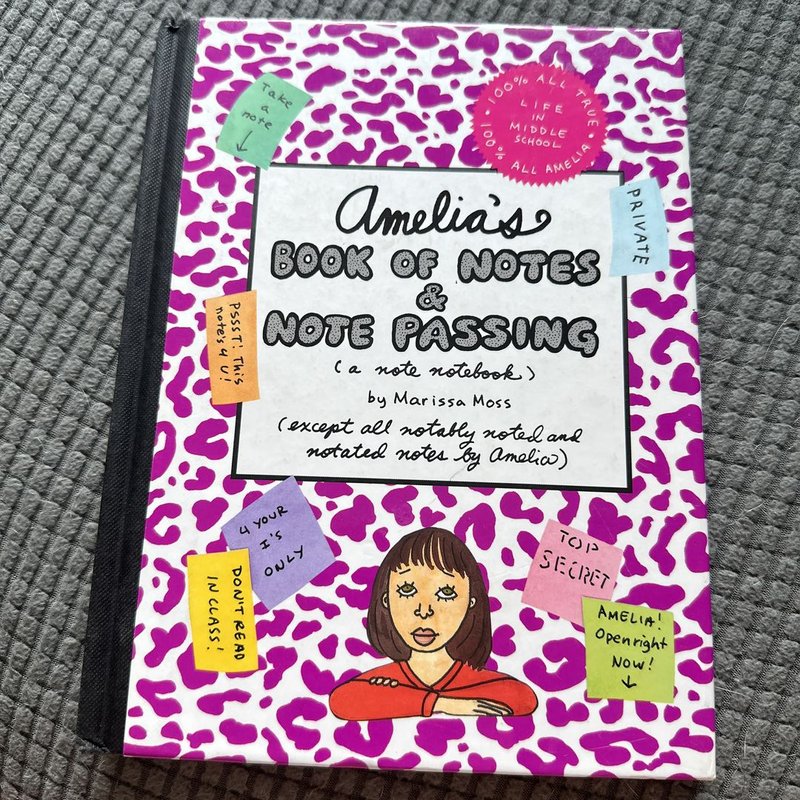 Take
a
note
100% ALL TRUE
LIFE
IN
MIDDLE
SCHOOL
100% ALL AMELIA
PRIVATE
Amelia's
BOOK OF NOTES
&
NOTE PASSING
(a note notebook)
by Marissa Moss
(except all notably noted and
notated notes by Amelia)
PSSST! This
note's 4 U!
4 YOUR
I'S
ONLY
DON'T READ
IN CLASS!
TOP
SECRET
AMELIA!
Open right
Now!